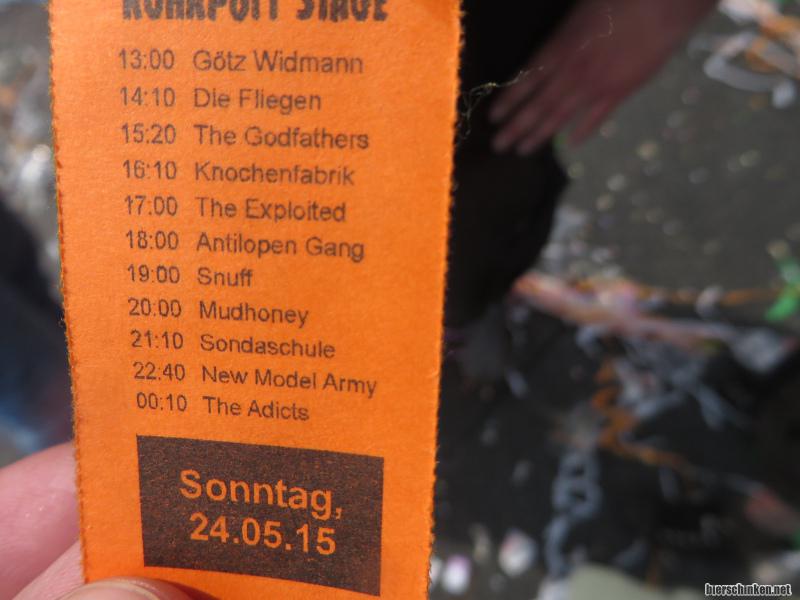 RUHRPOTT STAGE
13:00 Götz Widmann
14:10 Die Fliegen
15:20 The Godfathers
16:10 Knochenfabrik
17:00 The Exploited
18:00 Antilopen Gang
19:00 Snuff
20:00 Mudhoney
21:10 Sondaschule
22:40 New Model Army
00:10 The Adicts
Sonntag,
24.05.15
bierschinken.net